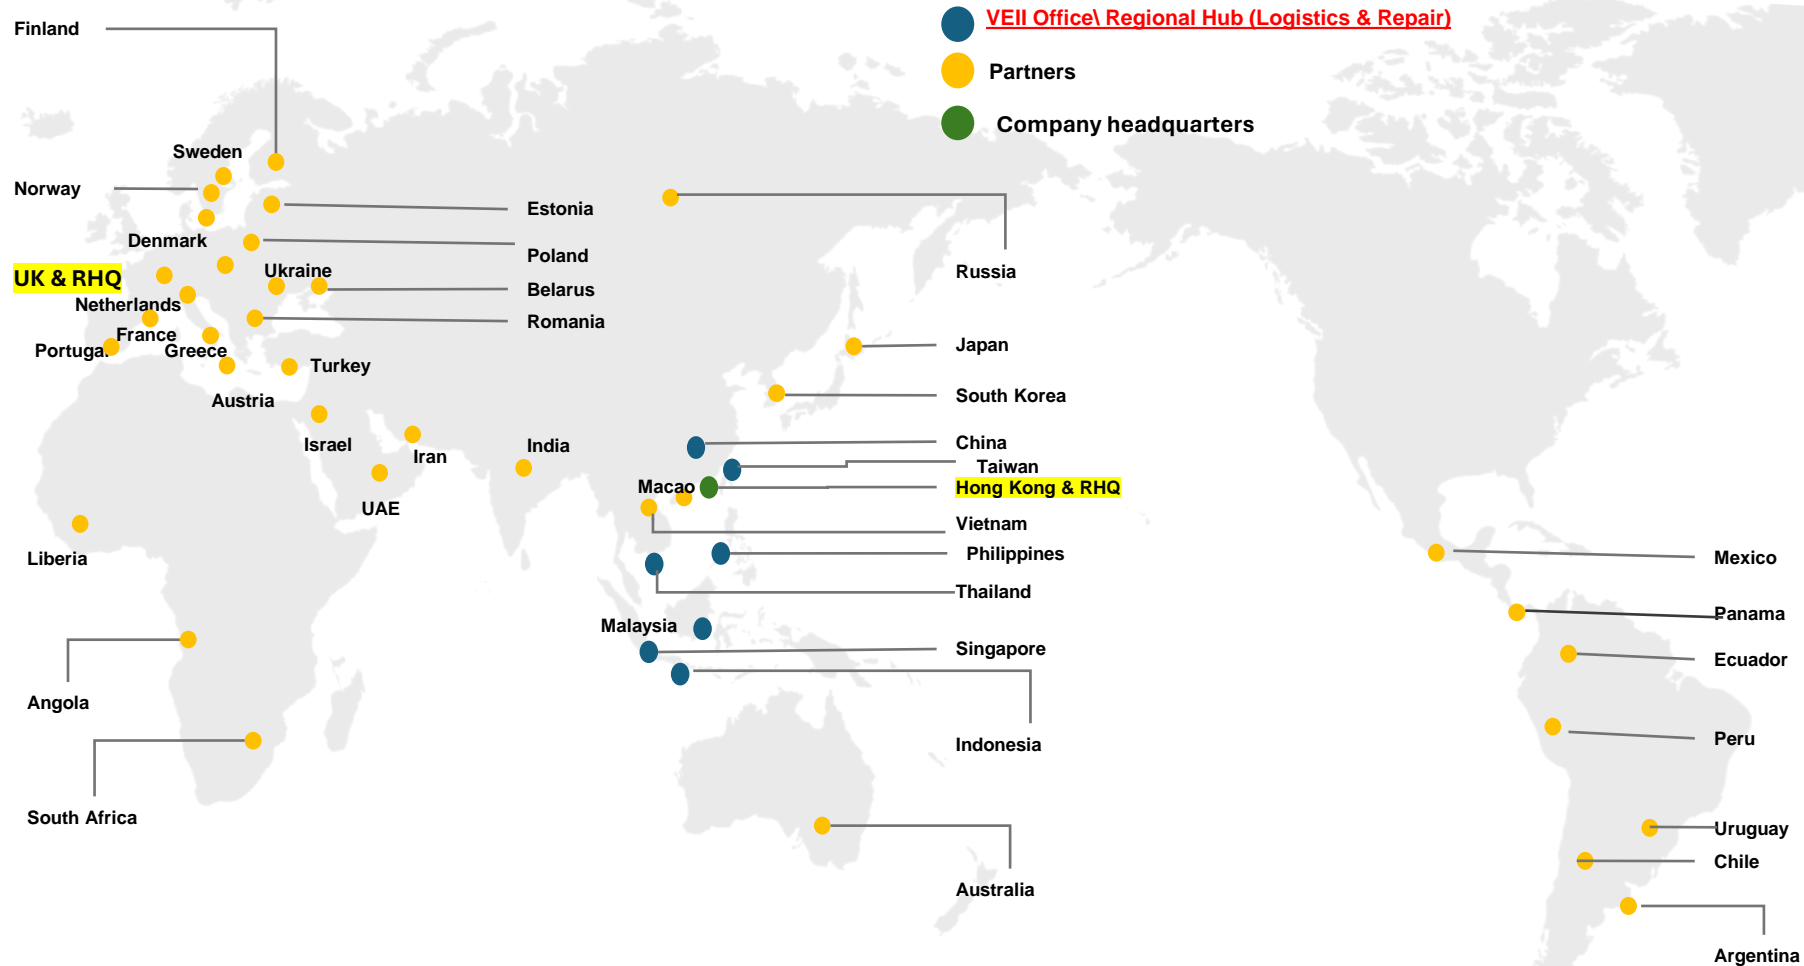 VEII Office\ Regional Hub (Logistics & Repair)
Partners
Company headquarters
Finland
Sweden
Norway
Denmark
UK & RHQ
Netherlands
France
Portugal
Greece
Austria
Ukraine
Estonia
Poland
Belarus
Romania
Turkey
Israel
Iran
UAE
India
Liberia
Angola
South Africa
Russia
Japan
South Korea
China
Taiwan
Macao
Hong Kong & RHQ
Vietnam
Philippines
Thailand
Malaysia
Singapore
Indonesia
Australia
Mexico
Panama
Ecuador
Peru
Uruguay
Chile
Argentina